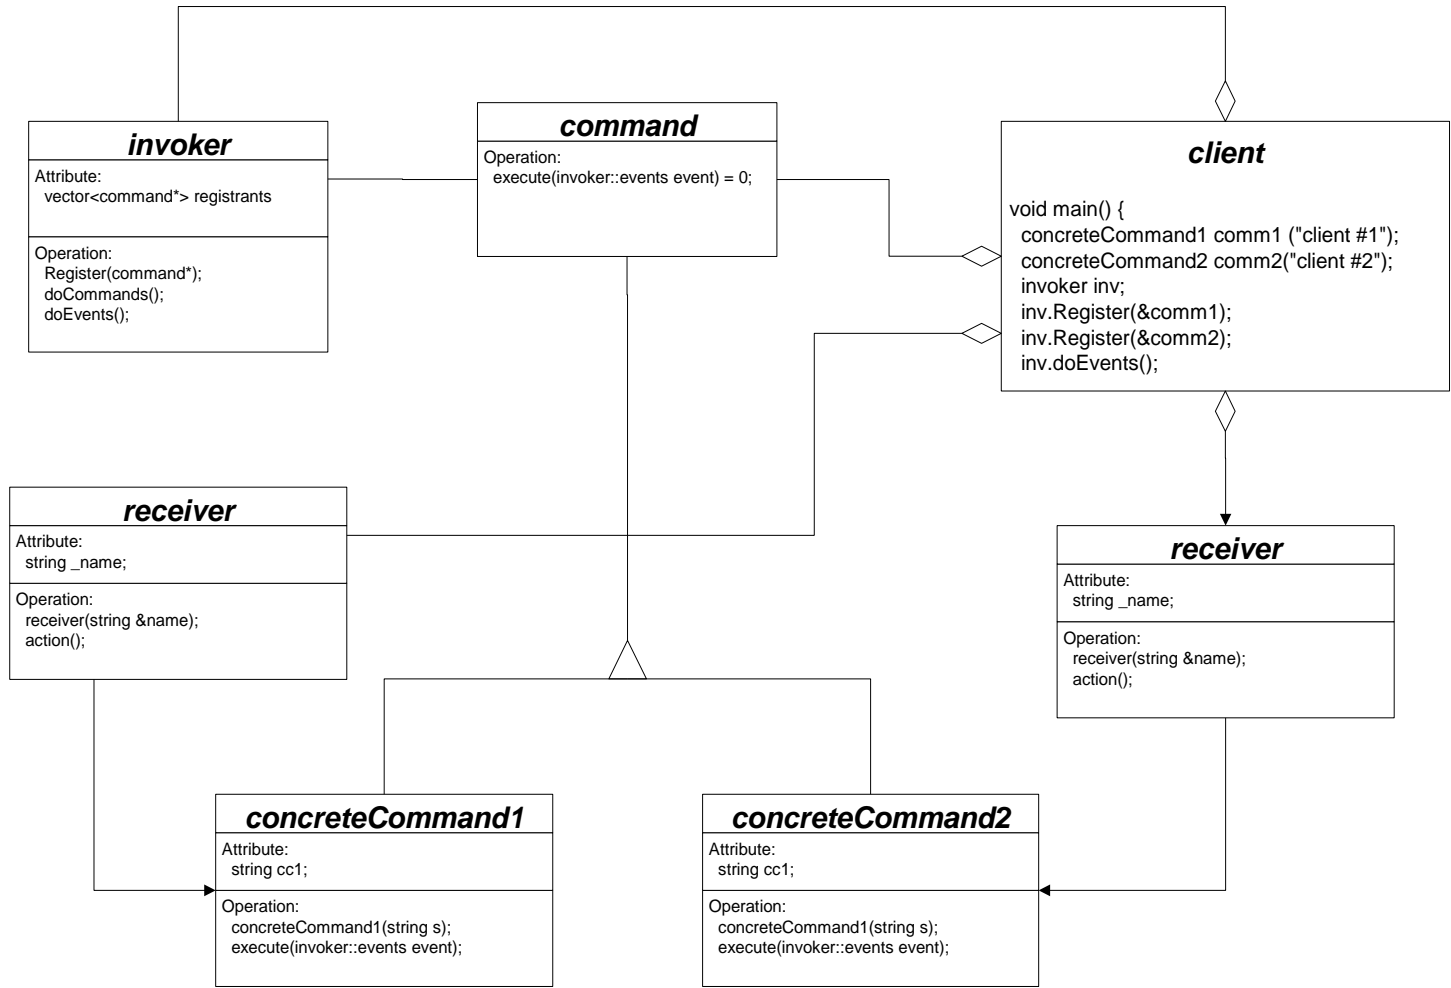 invoker
Attribute:
vector<command*> registrants
Operation:
Register(command*);
doCommands();
doEvents();
command
Operation:
execute(invoker::events event) = 0;
client
void main() {
concreteCommand1 comm1 ("client #1");
concreteCommand2 comm2("client #2");
invoker inv;
inv.Register(&comm1);
inv.Register(&comm2);
inv.doEvents();
receiver
Attribute:
string _name;
Operation:
receiver(string &name);
action();
receiver
Attribute:
string _name;
Operation:
receiver(string &name);
action();
concreteCommand1
Attribute:
string cc1;
Operation:
concreteCommand1(string s);
execute(invoker::events event);
concreteCommand2
Attribute:
string cc1;
Operation:
concreteCommand1(string s);
execute(invoker::events event);